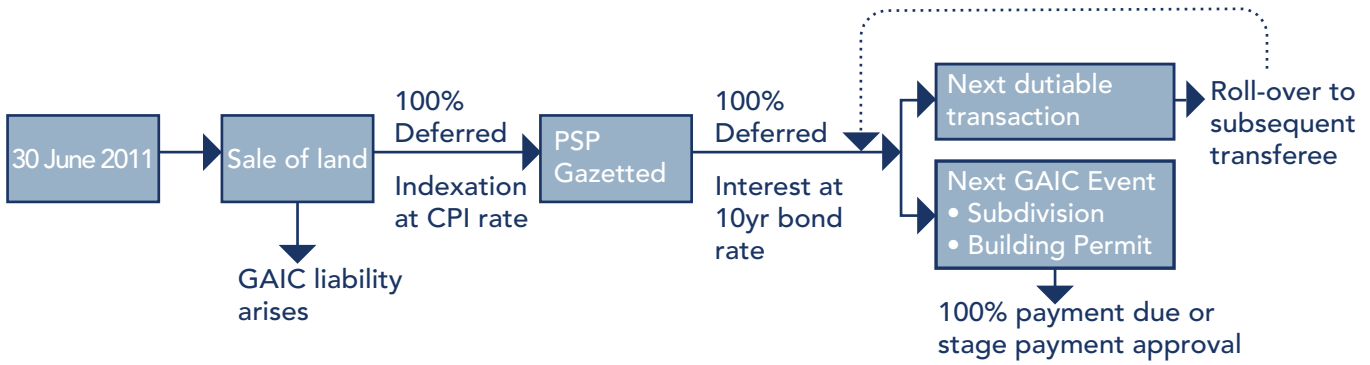 30 June 2011
Sale of land
GAIC liability
arises
100%
Deferred
Indexation
at CPI rate
PSP
Gazetted
100%
Deferred
Interest at
10yr bond
rate
Next dutiable
transaction
Roll-over to
subsequent
transferee
Next GAIC Event
• Subdivision
• Building Permit
100% payment due or
stage payment approval